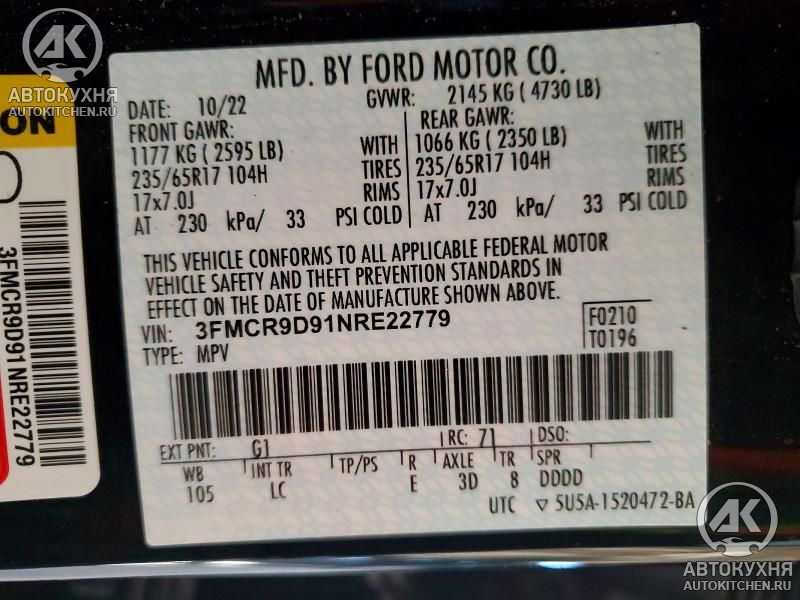 AK
АВТОКУХНЯ
AUTOKITCHEN.RU
ON
3FMCR9D91NRE22779
MFD. BY FORD MOTOR CO.
DATE: 10/22 GVWR: 2145 KG ( 4730 LB)
FRONT GAWR: REAR GAWR:
1177 KG ( 2595 LB) WITH 1066 KG ( 2350 LB) WITH
235/65R17 104H TIRES 235/65R17 104H TIRES
17x7.0J RIMS 17x7.0J RIMS
AT 230 kPa/ 33 PSI COLD AT 230 kPa/ 33 PSI COLD
THIS VEHICLE CONFORMS TO ALL APPLICABLE FEDERAL MOTOR
VEHICLE SAFETY AND THEFT PREVENTION STANDARDS IN
EFFECT ON THE DATE OF MANUFACTURE SHOWN ABOVE.
VIN: 3FMCR9D91NRE22779 F0210
TYPE: MPV T0196
EXT PNT: G1 RC: 71 DSO:
WB INT TR TP/PS R AXLE TR SPR
105 LC E 3D 8 DDDD
UTC ▽ 5U5A-1520472-BA
AK
АВТОКУХНЯ
AUTOKITCHEN.RU